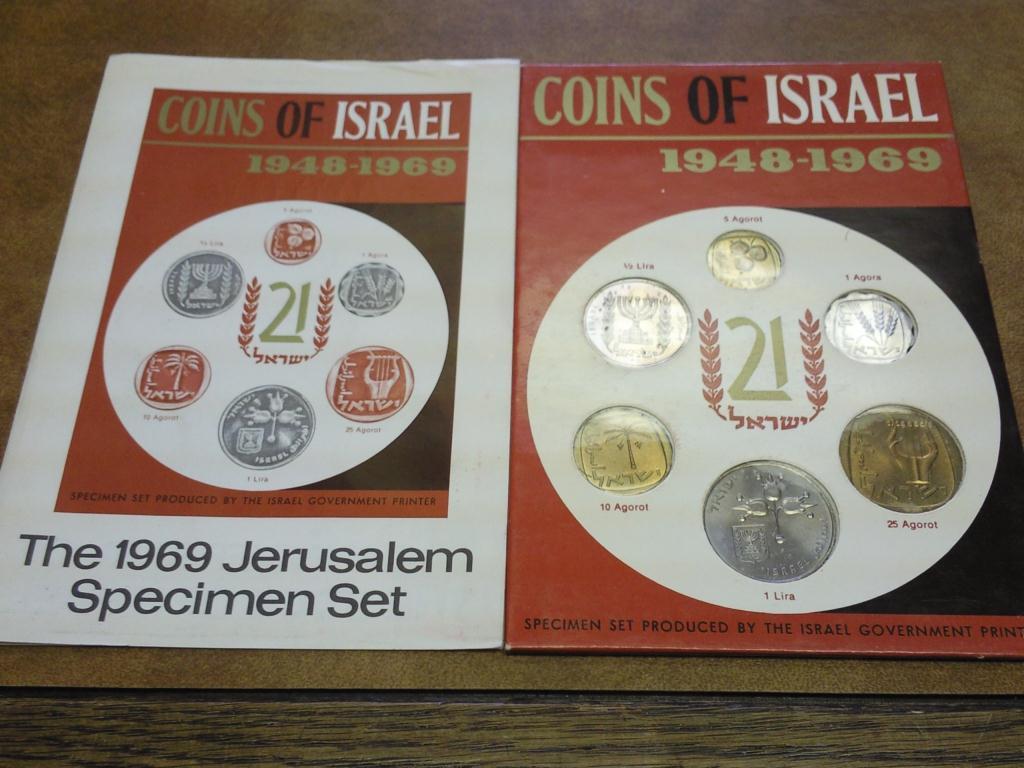 COINS OF ISRAEL
1948-1969
5 Agorot
½ Lira
1 Agora
21
ישראל
10 Agorot
25 Agorot
1 Lira
ISRAEL
SPECIMEN SET PRODUCED BY THE ISRAEL GOVERNMENT PRINTER
The 1969 Jerusalem
Specimen Set
COINS OF ISRAEL
1948-1969
5 Agorot
½ Lira
1 Agora
21
ישראל
10 Agorot
25 Agorot
ישראל
ISRAEL
1 Lira
SPECIMEN SET PRODUCED BY THE ISRAEL GOVERNMENT PRINT